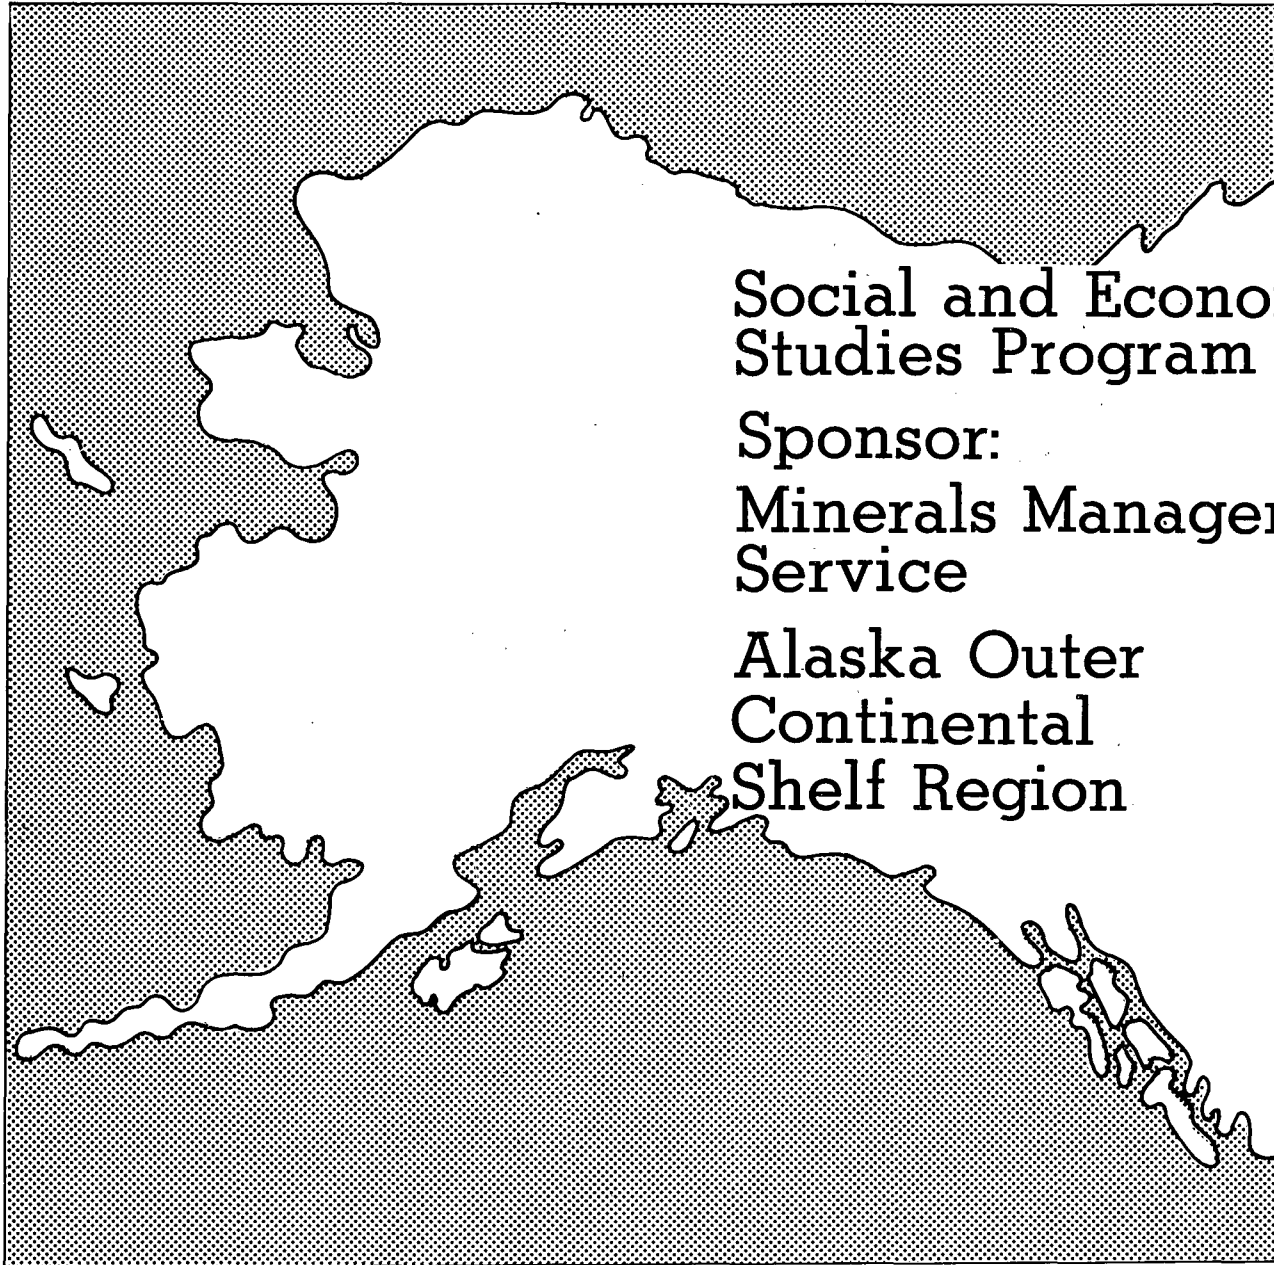 Social and Econo
Studies Program
Sponsor:
Minerals Manage
Service
Alaska Outer
Continental
Shelf Region